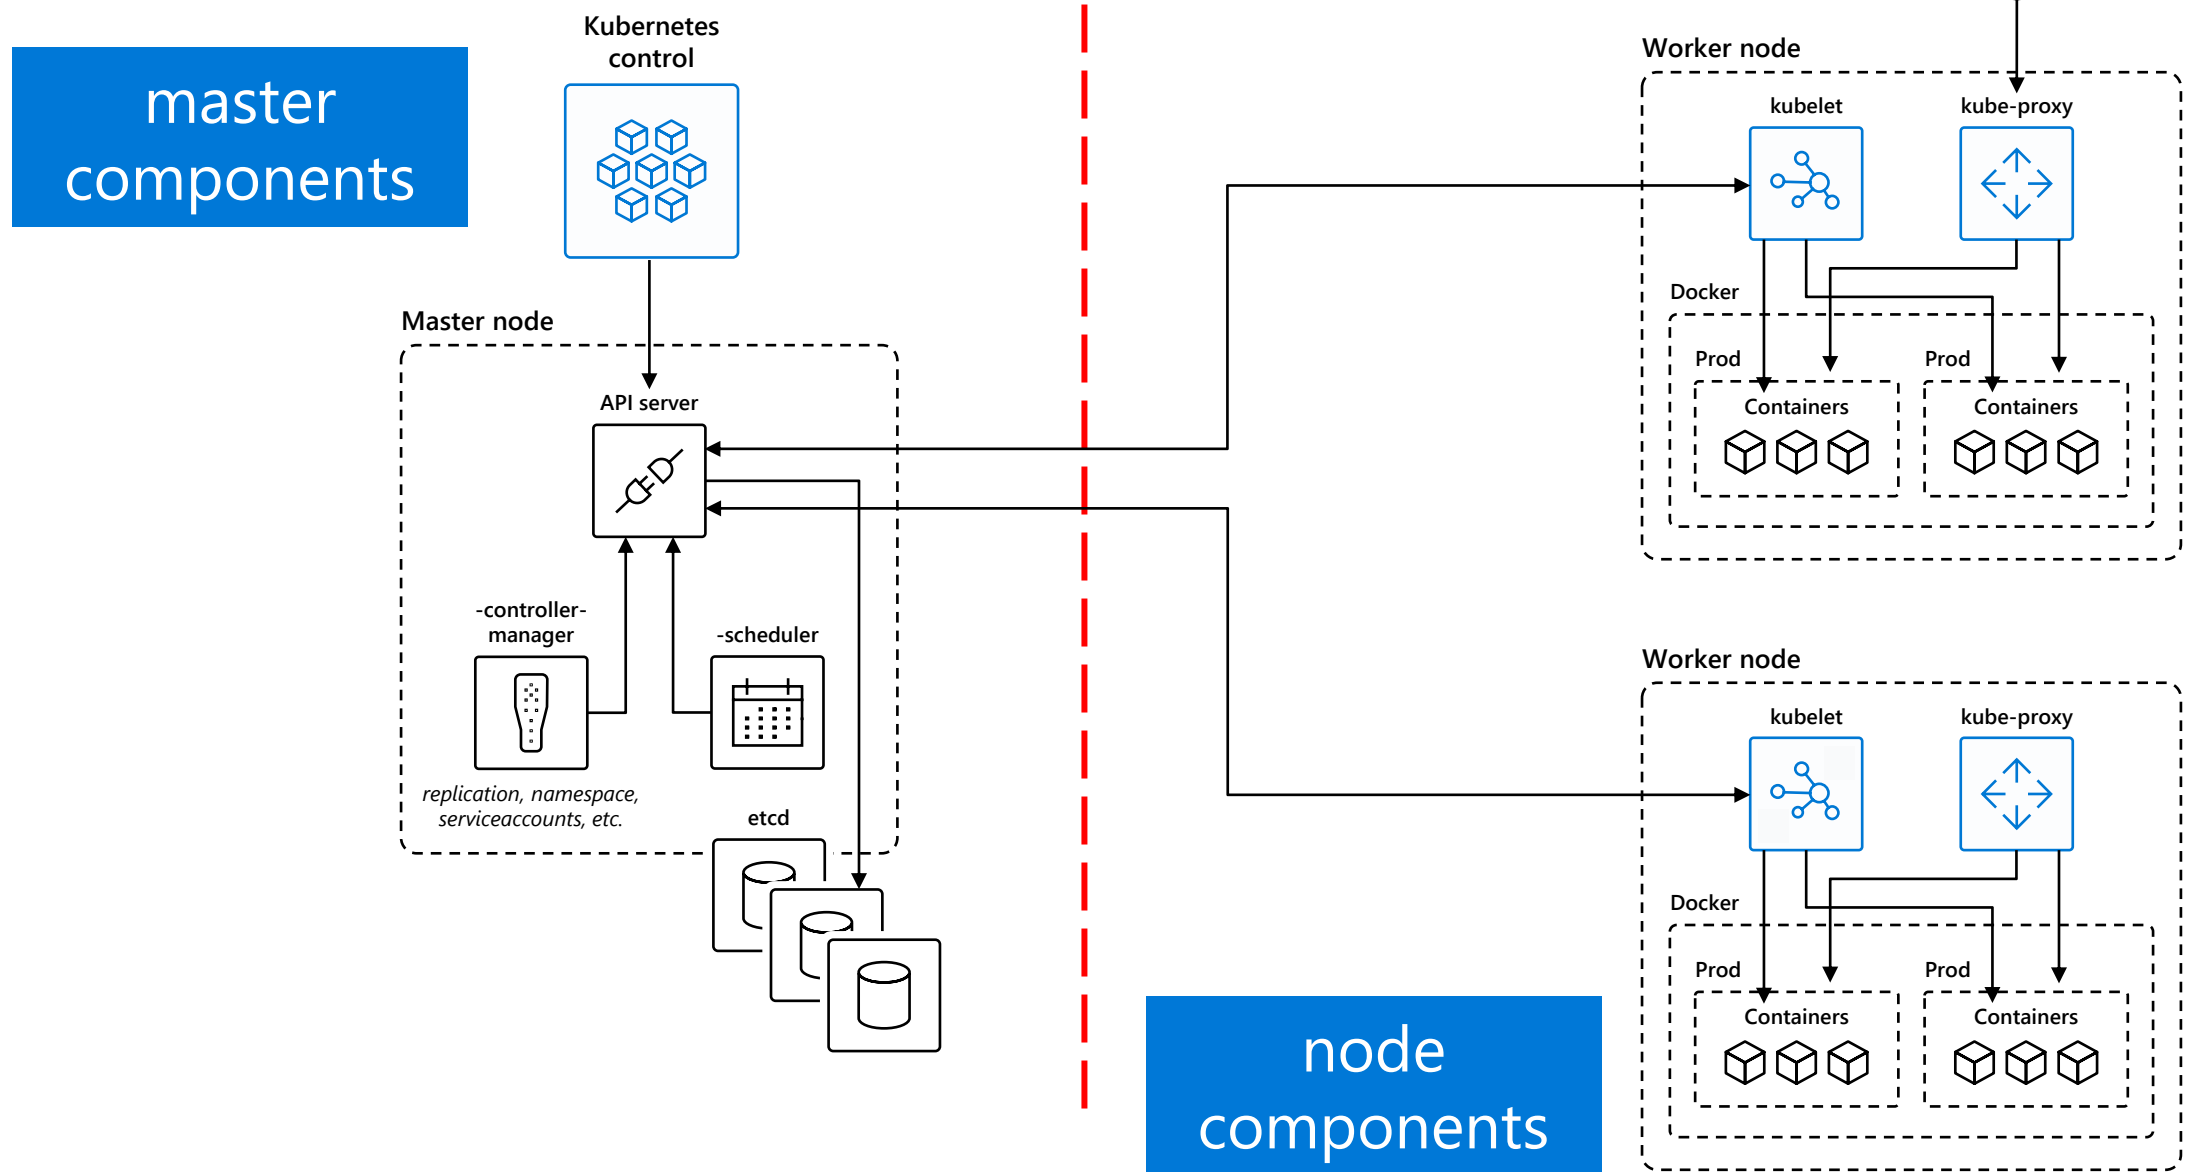 master
components
Kubernetes
control
Master node
API server
-controller-
manager
-scheduler
replication, namespace,
serviceaccounts, etc.
etcd
Worker node
kubelet
kube-proxy
Docker
Prod
Prod
Containers
Containers
Worker node
kubelet
kube-proxy
Docker
Prod
Prod
Containers
Containers
node
components